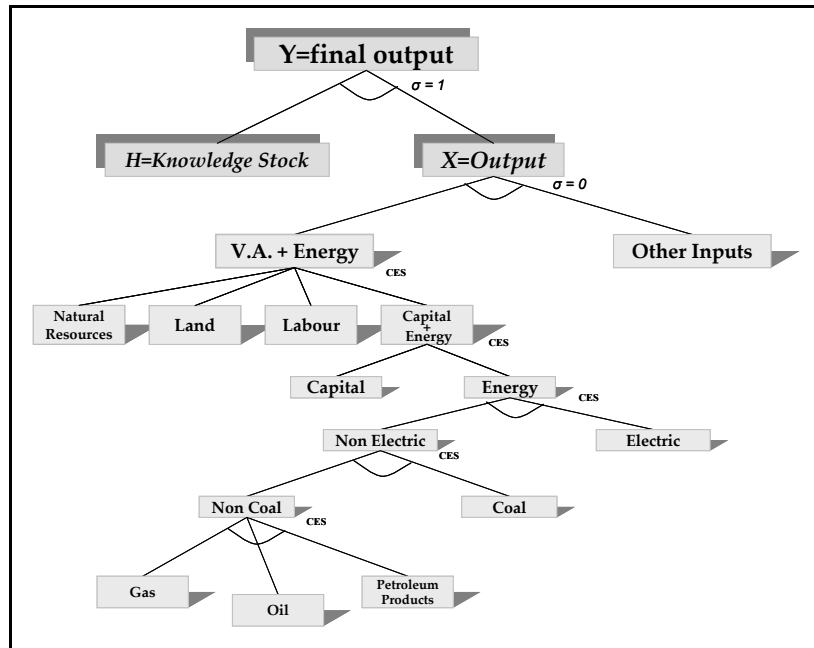 Y=final output
σ = 1
H=Knowledge Stock
X=Output
σ = 0
V.A. + Energy
CES
Other Inputs
Natural
Resources
Land
Labour
Capital
+
Energy
CES
Capital
Energy
CES
Non Electric
CES
Electric
Non Coal
CES
Coal
Gas
Oil
Petroleum
Products